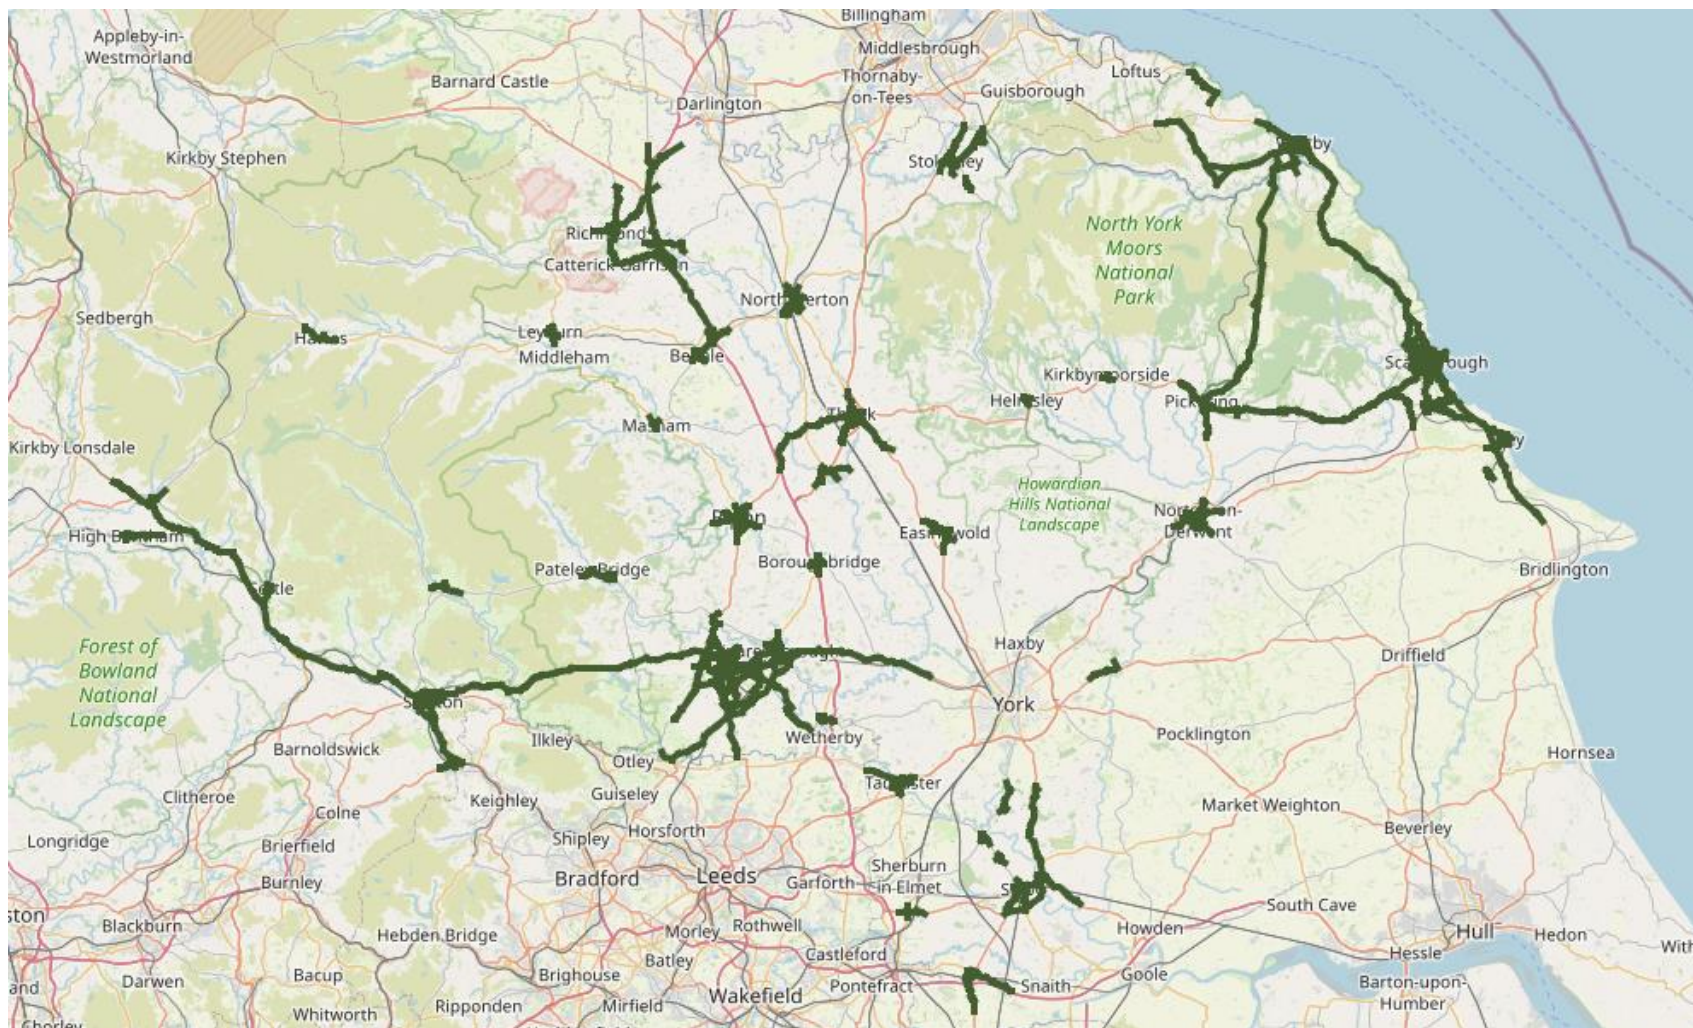 Billingham
Appleby-in-
Westmorland
Middlesbrough
Loftus
Barnard Castle
Thornaby-
on-Tees
Guisborough
Darlington
Kirkby Stephen
North York
Moors
National
Park
Catterick Garrison
Sedbergh
Middleham
Kirkbymoorside
Helmsley
Masham
Kirkby Lonsdale
Howardian
Hills National
Landscape
Derwent
Easingwold
Pateley Bridge
Boroughbridge
Bridlington
Forest of
Bowland
National
Landscape
Haxby
Driffield
York
Ilkley
Wetherby
Pocklington
Barnoldswick
Otley
Hornsea
Clitheroe
Keighley
Guiseley
Market Weighton
Colne
Longridge
Brierfield
Shipley
Horsforth
Beverley
Sherburn
in-Elmet
Burnley
Bradford
Leeds
Garforth
South Cave
ston
Blackburn
Hebden Bridge
Morley
Rothwell
Howden
Hull
Hedon
With
Batley
Castleford
Hessle
and
Darwen
Bacup
Brighouse
Pontefract
Snaith
Goole
Barton-upon-
Humber
Whitworth
Ripponden
Mirfield
Wakefield
Chorley